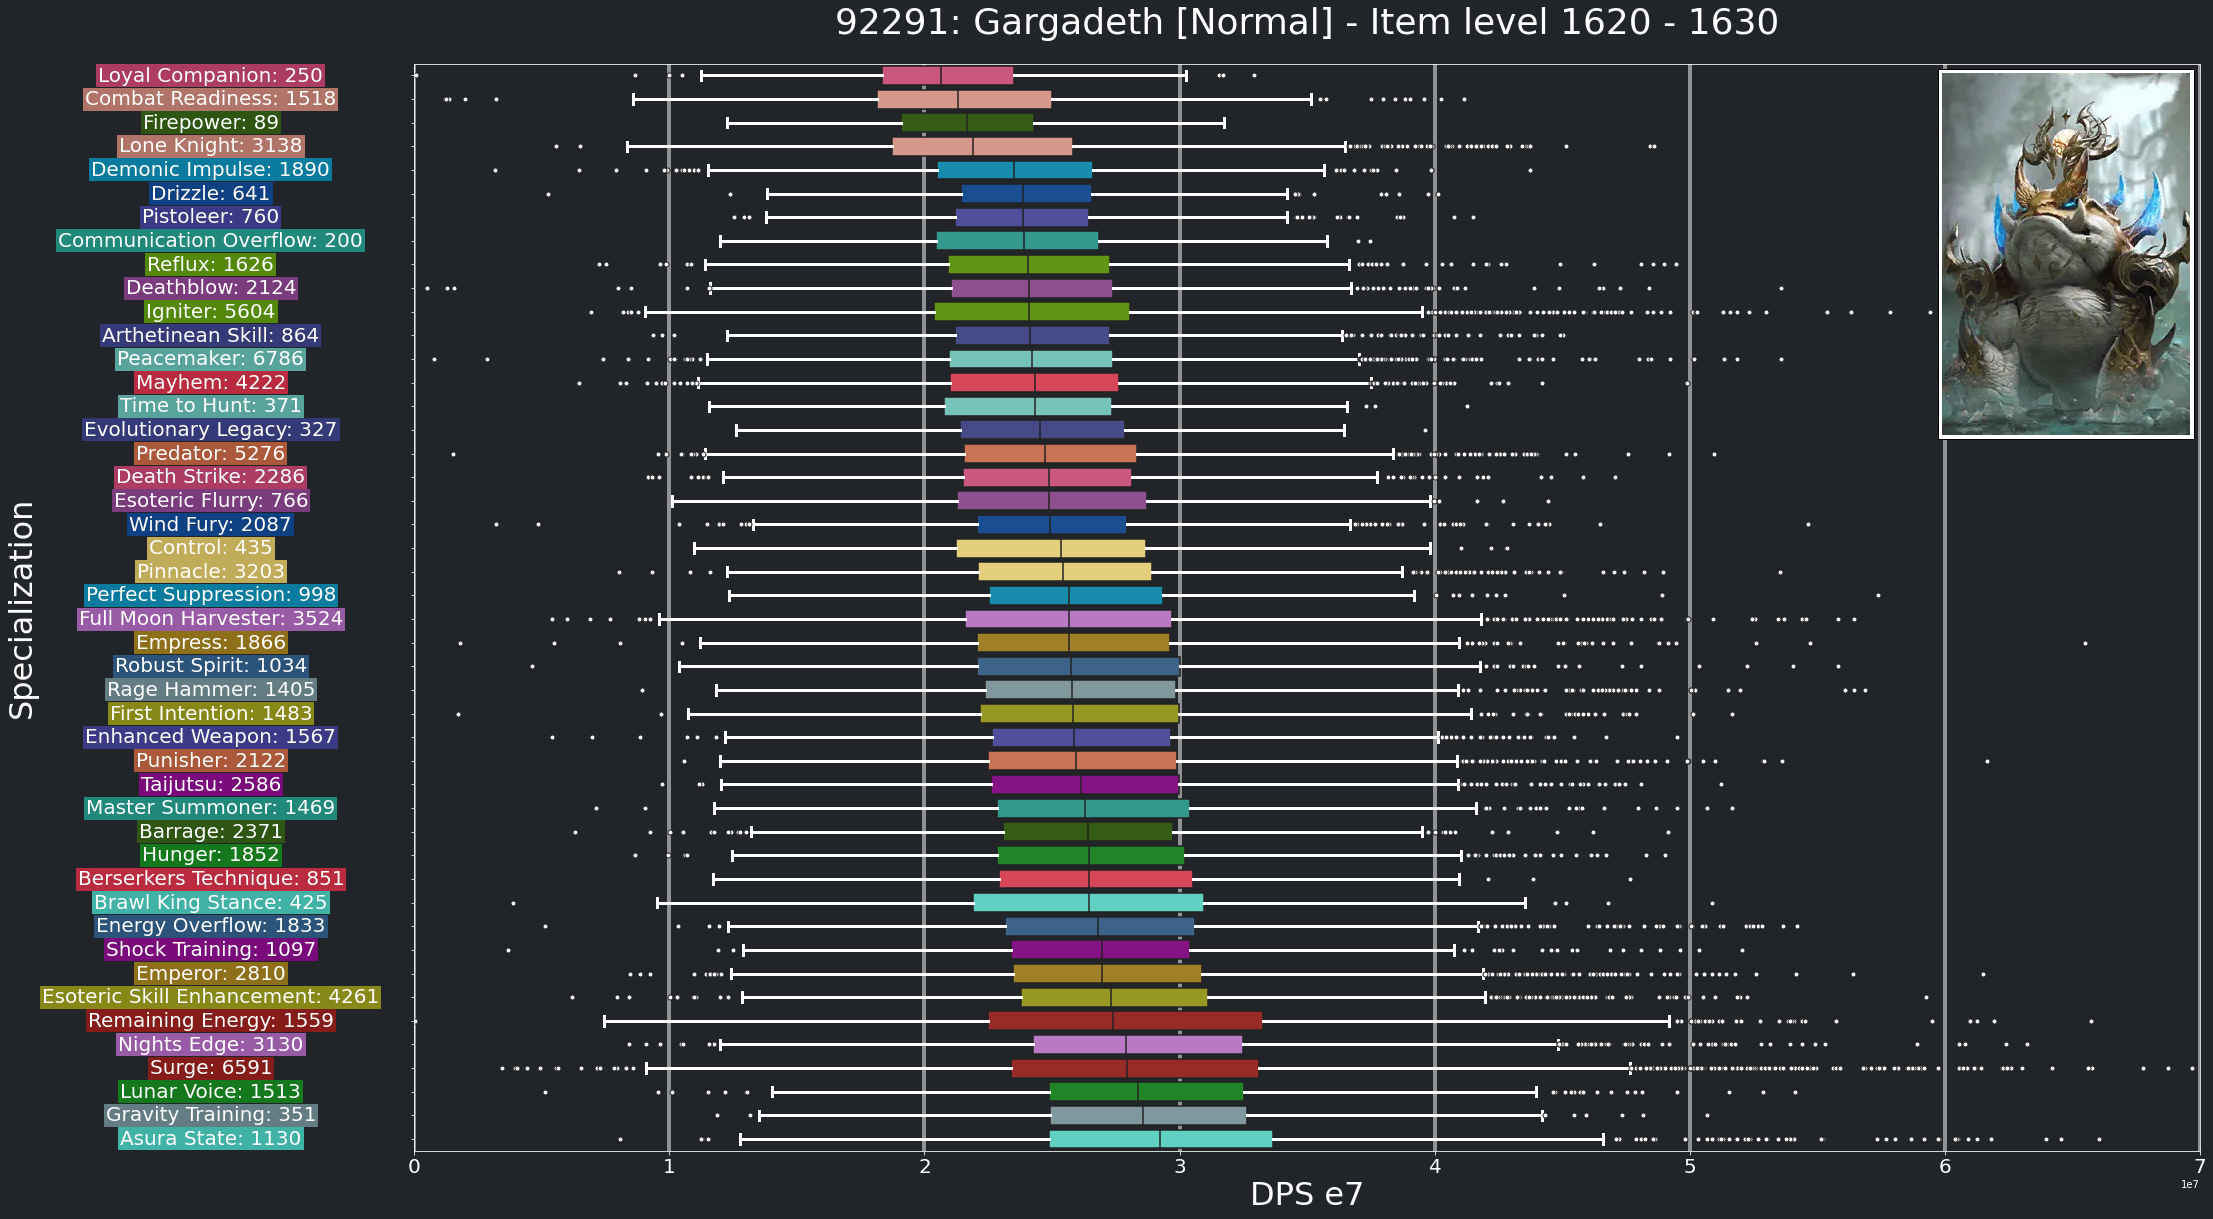 92291: Gargadeth [Normal] - Item level 1620 - 1630
Specialization
Loyal Companion: 250
Combat Readiness: 1518
Firepower: 89
Lone Knight: 3138
Demonic Impulse: 1890
Drizzle: 641
Pistoleer: 760
Communication Overflow: 200
Reflux: 1626
Deathblow: 2124
Igniter: 5604
Arthetinean Skill: 864
Peacemaker: 6786
Mayhem: 4222
Time to Hunt: 371
Evolutionary Legacy: 327
Predator: 5276
Death Strike: 2286
Esoteric Flurry: 766
Wind Fury: 2087
Control: 435
Pinnacle: 3203
Perfect Suppression: 998
Full Moon Harvester: 3524
Empress: 1866
Robust Spirit: 1034
Rage Hammer: 1405
First Intention: 1483
Enhanced Weapon: 1567
Punisher: 2122
Taijutsu: 2586
Master Summoner: 1469
Barrage: 2371
Hunger: 1852
Berserkers Technique: 851
Brawl King Stance: 425
Energy Overflow: 1833
Shock Training: 1097
Emperor: 2810
Esoteric Skill Enhancement: 4261
Remaining Energy: 1559
Nights Edge: 3130
Surge: 6591
Lunar Voice: 1513
Gravity Training: 351
Asura State: 1130
0 1 2 3 4 5 6 7
1e7
DPS e7